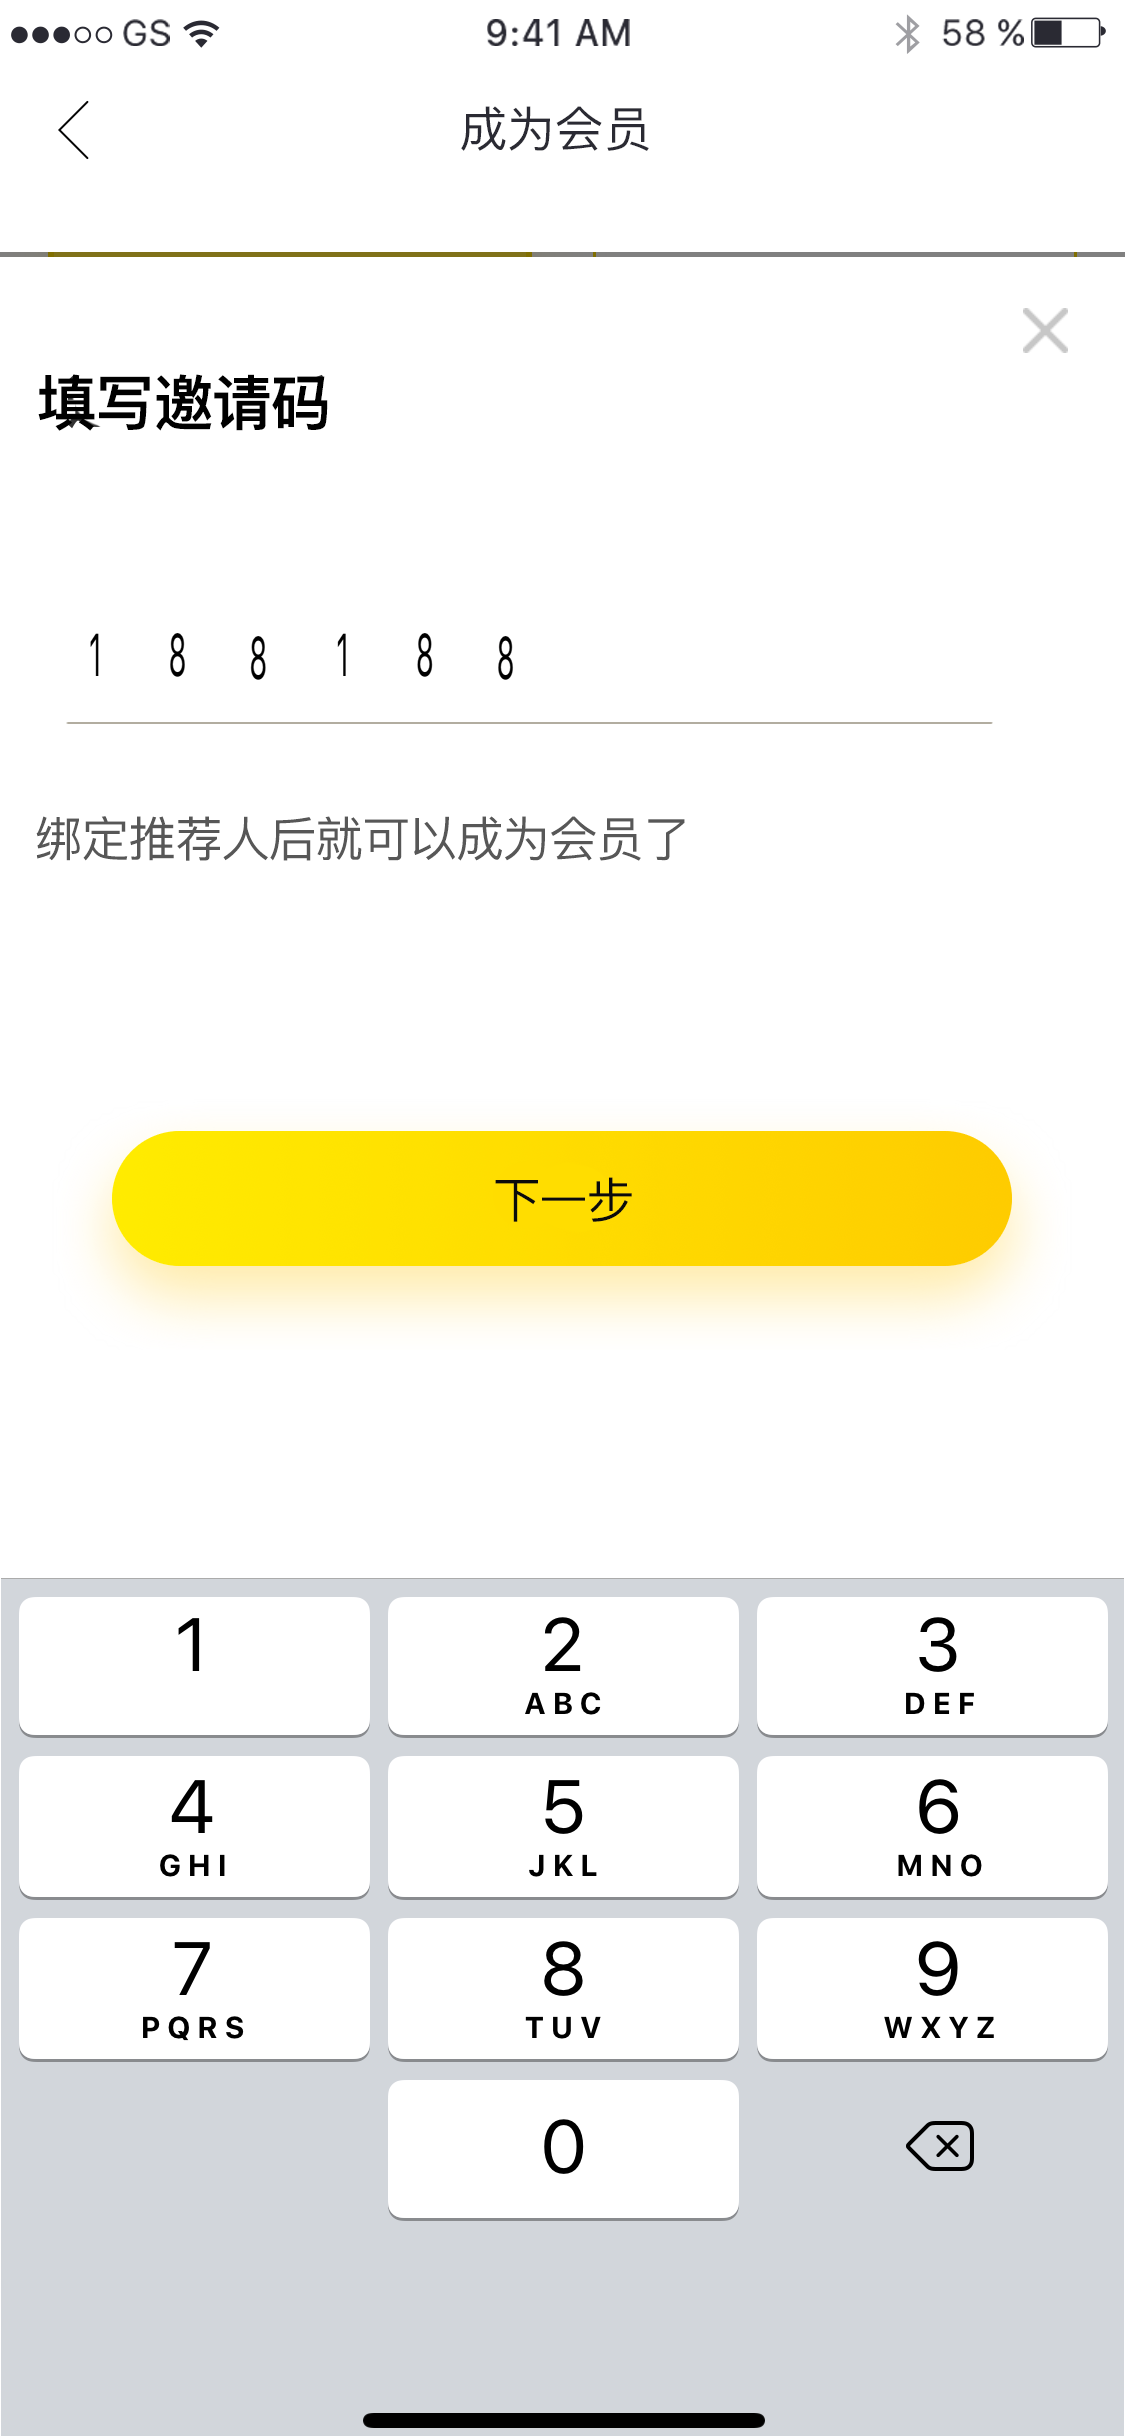 GS 9:41 AM 58 %
成为会员
填写邀请码
1 8 8 1 8 8
绑定推荐人后就可以成为会员了
下一步
1 2 3
ABC DEF
4 5 6
GHI JKL MNO
7 8 9
PQRS TUV WXYZ
0